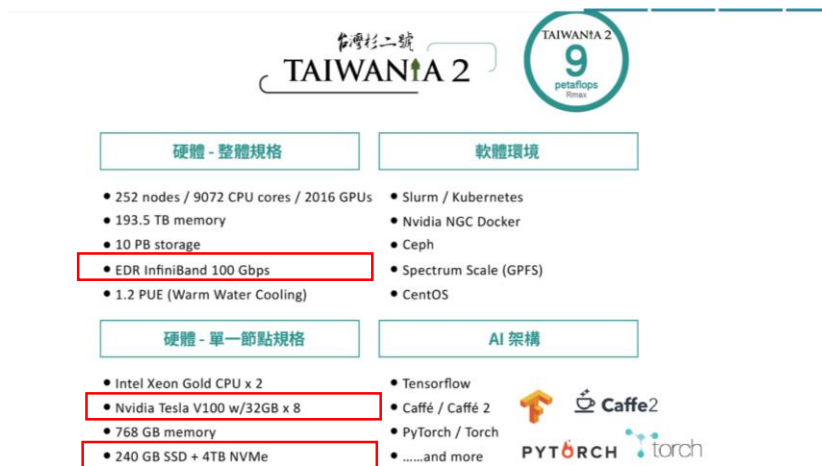 台灣杉二號
TAIWANIA 2
TAIWANIA 2
9
petaflops
Rmax
硬體 - 整體規格
252 nodes / 9072 CPU cores / 2016 GPUs
193.5 TB memory
10 PB storage
EDR InfiniBand 100 Gbps
1.2 PUE (Warm Water Cooling)
軟體環境
Slurm / Kubernetes
Nvidia NGC Docker
Ceph
Spectrum Scale (GPFS)
CentOS
硬體 - 單一節點規格
Intel Xeon Gold CPU x 2
Nvidia Tesla V100 w/32GB x 8
768 GB memory
240 GB SSD + 4TB NVMe
AI 架構
Tensorflow
Caffé / Caffé 2
PyTorch / Torch
......and more
Caffe2
PYTORCH
torch